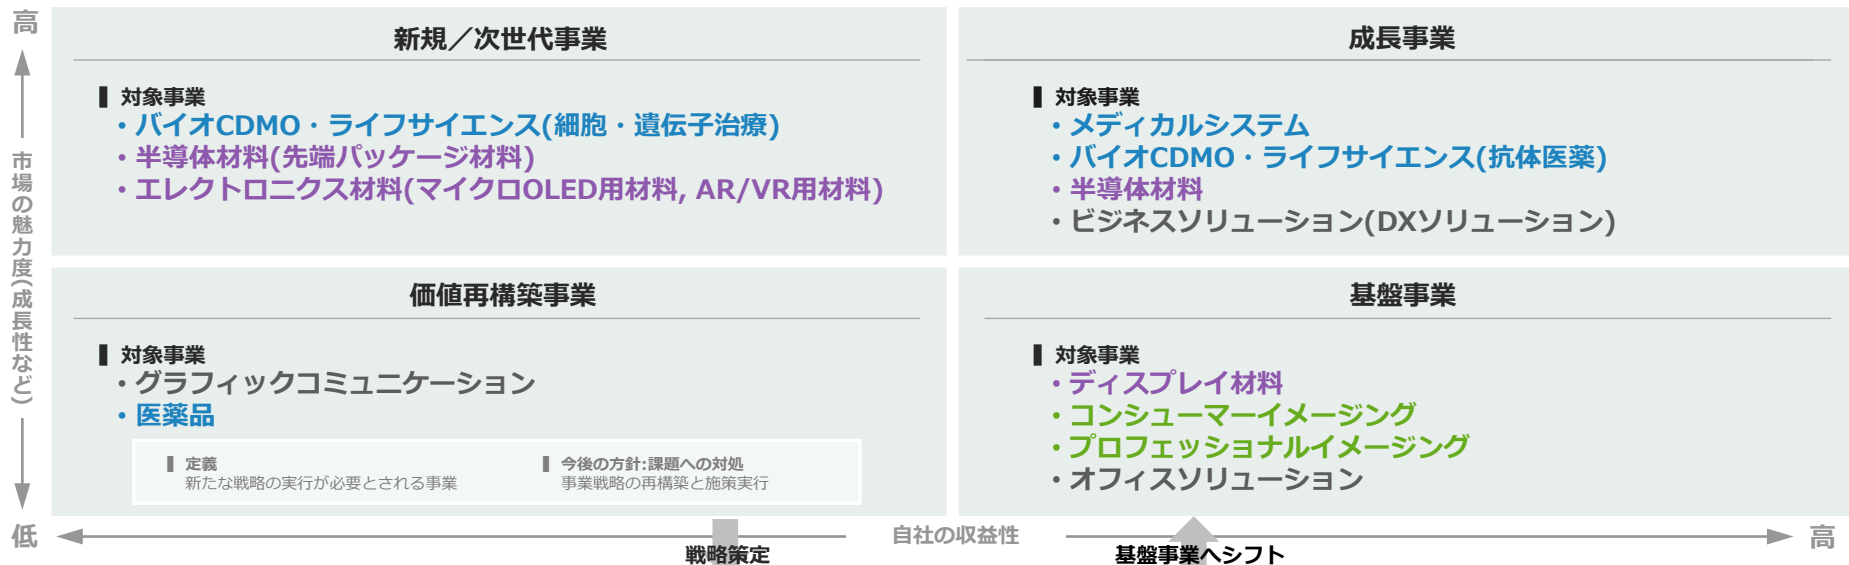 高
新規／次世代事業
対象事業
・バイオCDMO・ライフサイエンス(細胞・遺伝子治療)
・半導体材料(先端パッケージ材料)
・エレクトロニクス材料(マイクロOLED用材料, AR/VR用材料)
成長事業
対象事業
・メディカルシステム
・バイオCDMO・ライフサイエンス(抗体医薬)
・半導体材料
・ビジネスソリューション(DXソリューション)
市場の魅力度(成長性など)
価値再構築事業
対象事業
・グラフィックコミュニケーション
・医薬品
定義
新たな戦略の実行が必要とされる事業
今後の方針:課題への対処
事業戦略の再構築と施策実行
基盤事業
対象事業
・ディスプレイ材料
・コンシューマーイメージング
・プロフェッショナルイメージング
・オフィスソリューション
低
自社の収益性
高
戦略策定
基盤事業へシフト